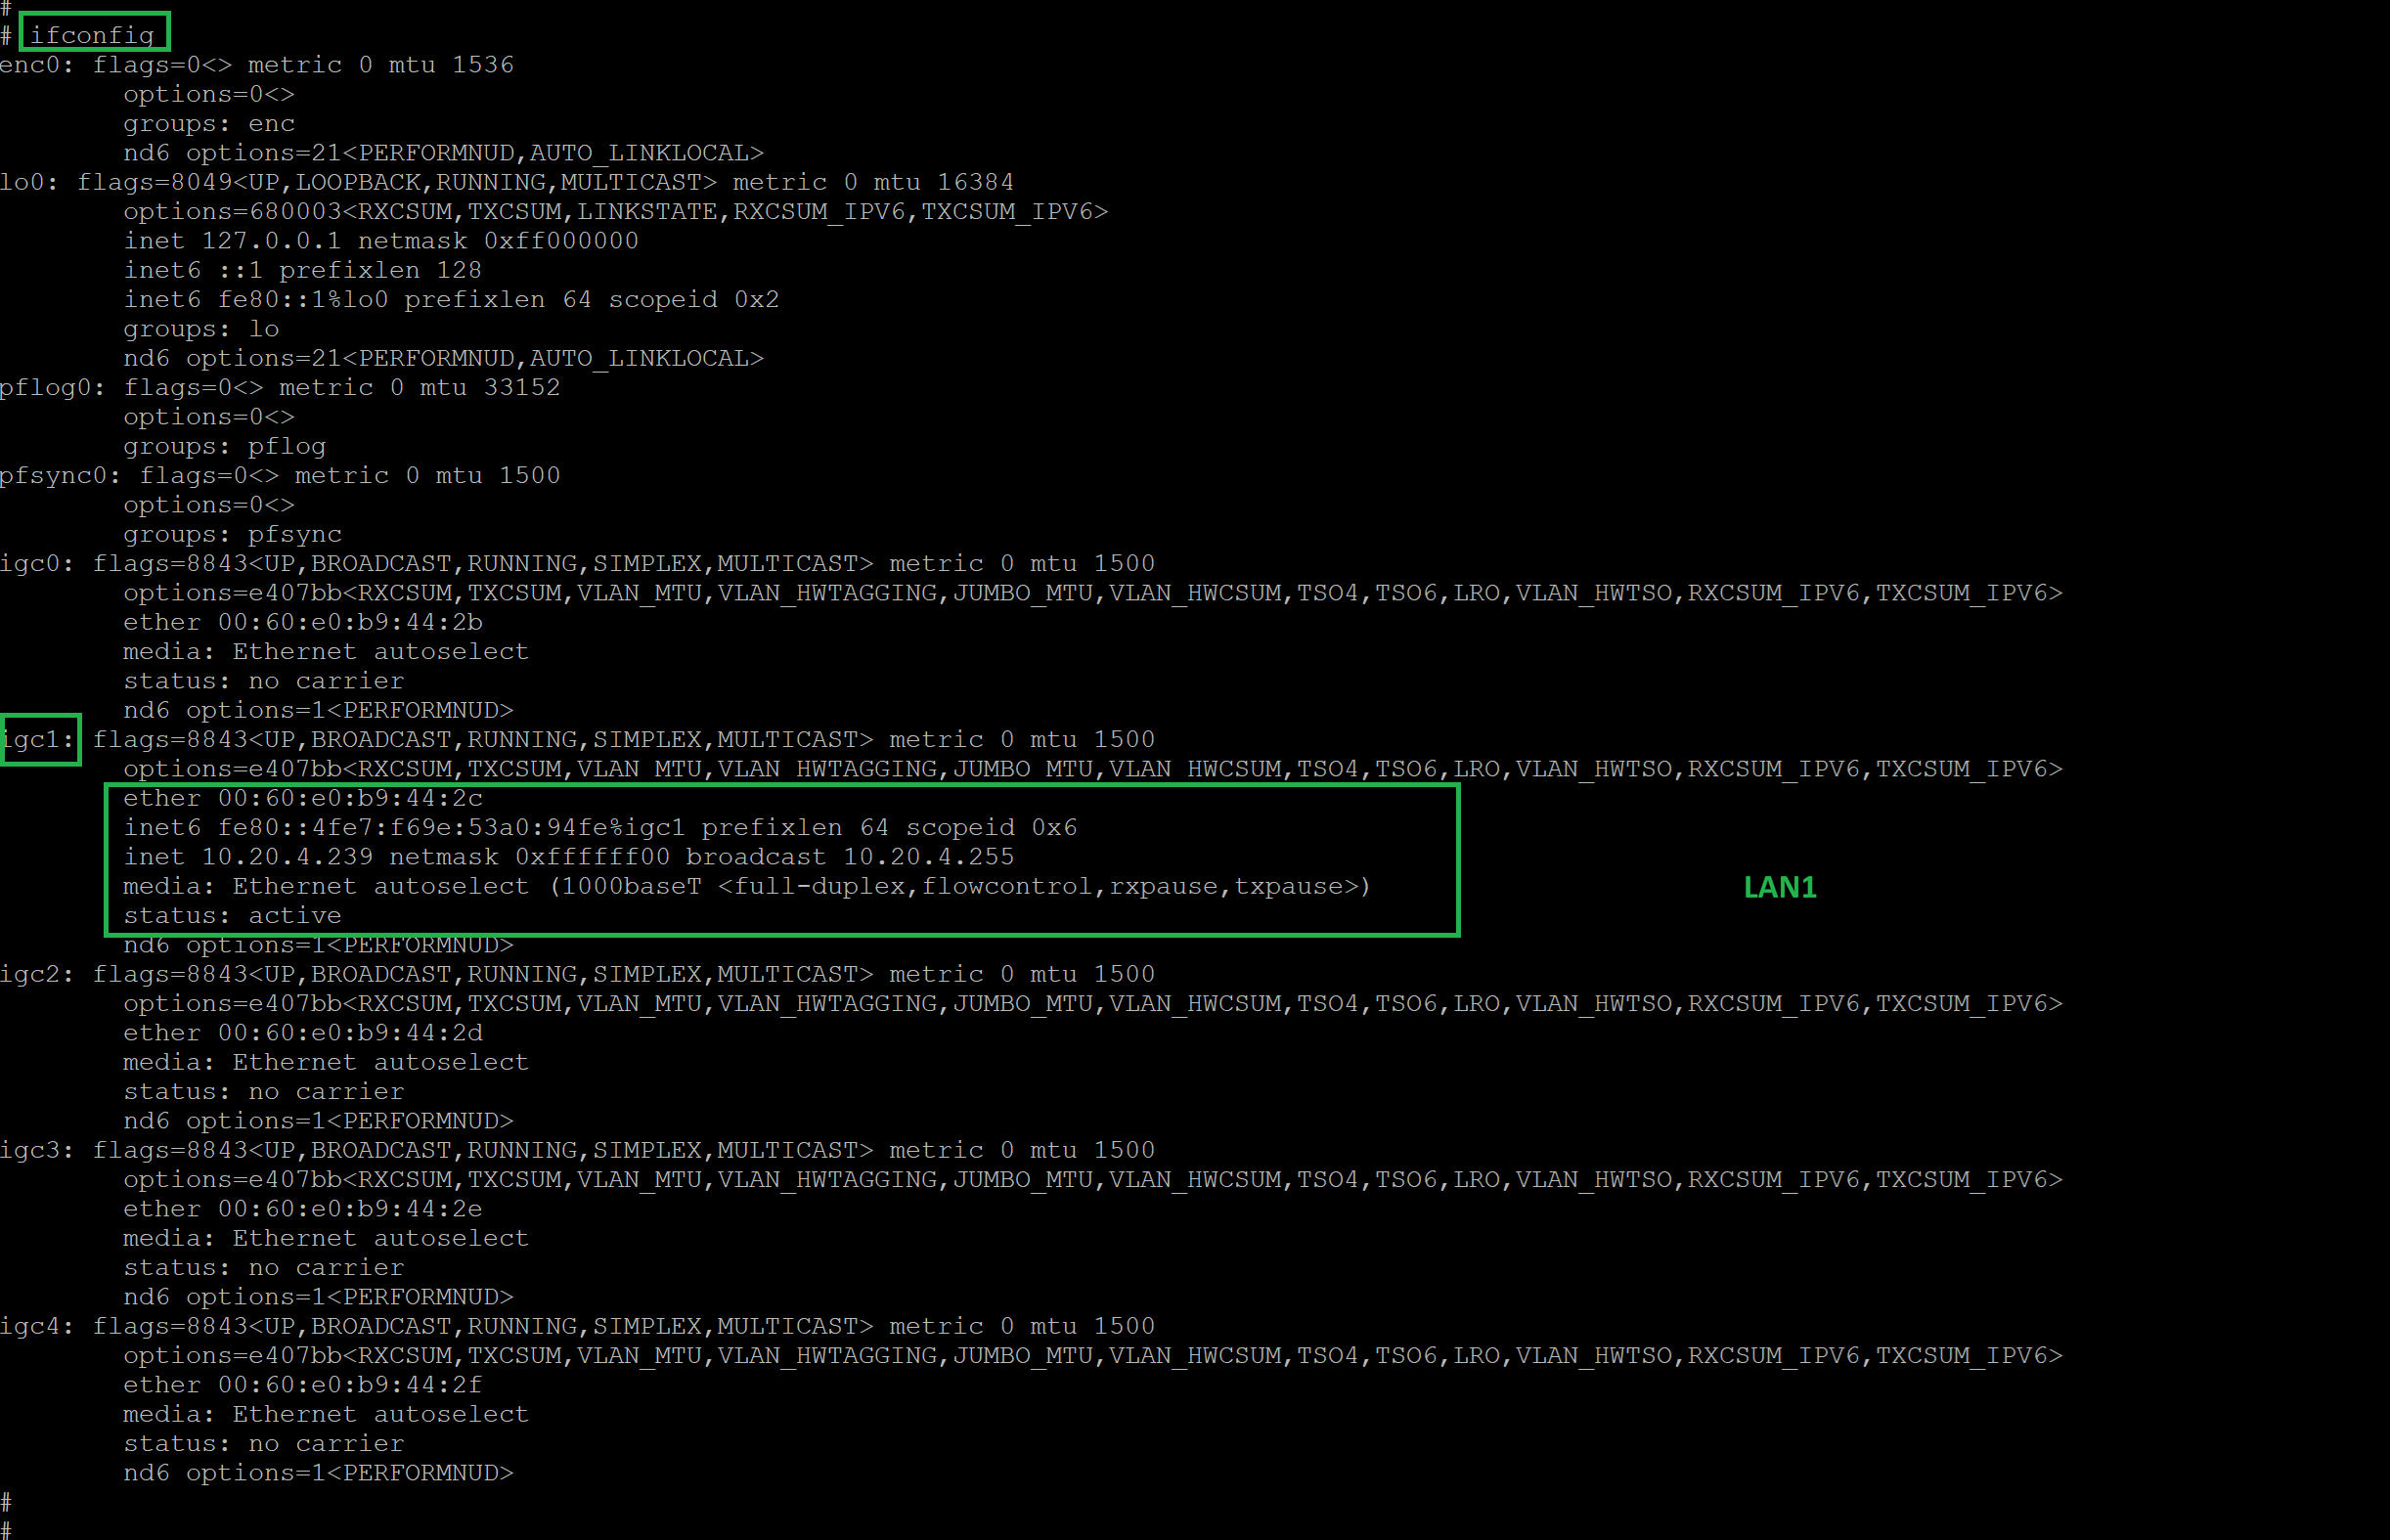 #
# ifconfig
enc0: flags=0<> metric 0 mtu 1536
options=0<>
groups: enc
nd6 options=21<PERFORMNUD,AUTO_LINKLOCAL>
lo0: flags=8049<UP,LOOPBACK,RUNNING,MULTICAST> metric 0 mtu 16384
options=680003<RXCSUM,TXCSUM,LINKSTATE,RXCSUM_IPV6,TXCSUM_IPV6>
inet 127.0.0.1 netmask 0xff000000
inet6 ::1 prefixlen 128
inet6 fe80::1%lo0 prefixlen 64 scopeid 0x2
groups: lo
nd6 options=21<PERFORMNUD,AUTO_LINKLOCAL>
pflog0: flags=0<> metric 0 mtu 33152
options=0<>
groups: pflog
pfsync0: flags=0<> metric 0 mtu 1500
options=0<>
groups: pfsync
igc0: flags=8843<UP,BROADCAST,RUNNING,SIMPLEX,MULTICAST> metric 0 mtu 1500
options=e407bb<RXCSUM,TXCSUM,VLAN_MTU,VLAN_HWTAGGING,JUMBO_MTU,VLAN_HWCSUM,TSO4,TSO6,LRO,VLAN_HWTSO,RXCSUM_IPV6,TXCSUM_IPV6>
ether 00:60:e0:b9:44:2b
media: Ethernet autoselect
status: no carrier
nd6 options=1<PERFORMNUD>
igc1: flags=8843<UP,BROADCAST,RUNNING,SIMPLEX,MULTICAST> metric 0 mtu 1500
options=e407bb<RXCSUM,TXCSUM,VLAN_MTU,VLAN_HWTAGGING,JUMBO_MTU,VLAN_HWCSUM,TSO4,TSO6,LRO,VLAN_HWTSO,RXCSUM_IPV6,TXCSUM_IPV6>
ether 00:60:e0:b9:44:2c
inet6 fe80::4fe7:f69e:53a0:94fe%igc1 prefixlen 64 scopeid 0x6
inet 10.20.4.239 netmask 0xffffff00 broadcast 10.20.4.255
media: Ethernet autoselect (1000baseT <full-duplex,flowcontrol,rxpause,txpause>)
LAN1
status: active
nd6 options=1<PERFORMNUD>
igc2: flags=8843<UP,BROADCAST,RUNNING,SIMPLEX,MULTICAST> metric 0 mtu 1500
options=e407bb<RXCSUM,TXCSUM,VLAN_MTU,VLAN_HWTAGGING,JUMBO_MTU,VLAN_HWCSUM,TSO4,TSO6,LRO,VLAN_HWTSO,RXCSUM_IPV6,TXCSUM_IPV6>
ether 00:60:e0:b9:44:2d
media: Ethernet autoselect
status: no carrier
nd6 options=1<PERFORMNUD>
igc3: flags=8843<UP,BROADCAST,RUNNING,SIMPLEX,MULTICAST> metric 0 mtu 1500
options=e407bb<RXCSUM,TXCSUM,VLAN_MTU,VLAN_HWTAGGING,JUMBO_MTU,VLAN_HWCSUM,TSO4,TSO6,LRO,VLAN_HWTSO,RXCSUM_IPV6,TXCSUM_IPV6>
ether 00:60:e0:b9:44:2e
media: Ethernet autoselect
status: no carrier
nd6 options=1<PERFORMNUD>
igc4: flags=8843<UP,BROADCAST,RUNNING,SIMPLEX,MULTICAST> metric 0 mtu 1500
options=e407bb<RXCSUM,TXCSUM,VLAN_MTU,VLAN_HWTAGGING,JUMBO_MTU,VLAN_HWCSUM,TSO4,TSO6,LRO,VLAN_HWTSO,RXCSUM_IPV6,TXCSUM_IPV6>
ether 00:60:e0:b9:44:2f
media: Ethernet autoselect
status: no carrier
nd6 options=1<PERFORMNUD>
#
#